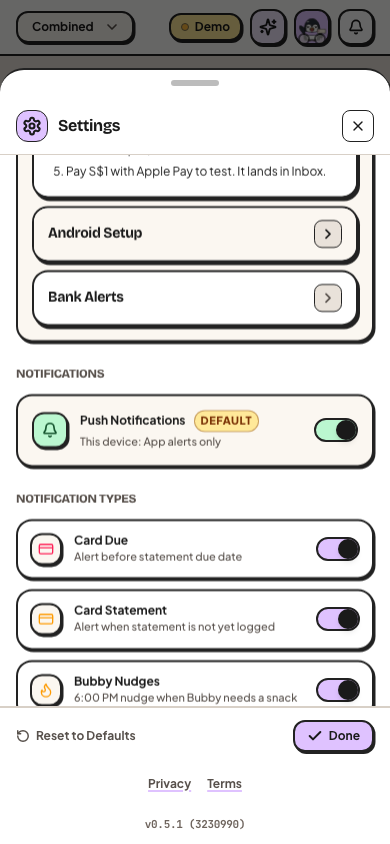 Combined
Demo
Settings
5. Pay S$1 with Apple Pay to test. It lands in Inbox.
Android Setup
Bank Alerts
NOTIFICATIONS
Push Notifications DEFAULT
This device: App alerts only
NOTIFICATION TYPES
Card Due
Alert before statement due date
Card Statement
Alert when statement is not yet logged
Bubby Nudges
6:00 PM nudge when Bubby needs a snack
Reset to Defaults
Done
Privacy Terms
v0.5.1 (3230990)